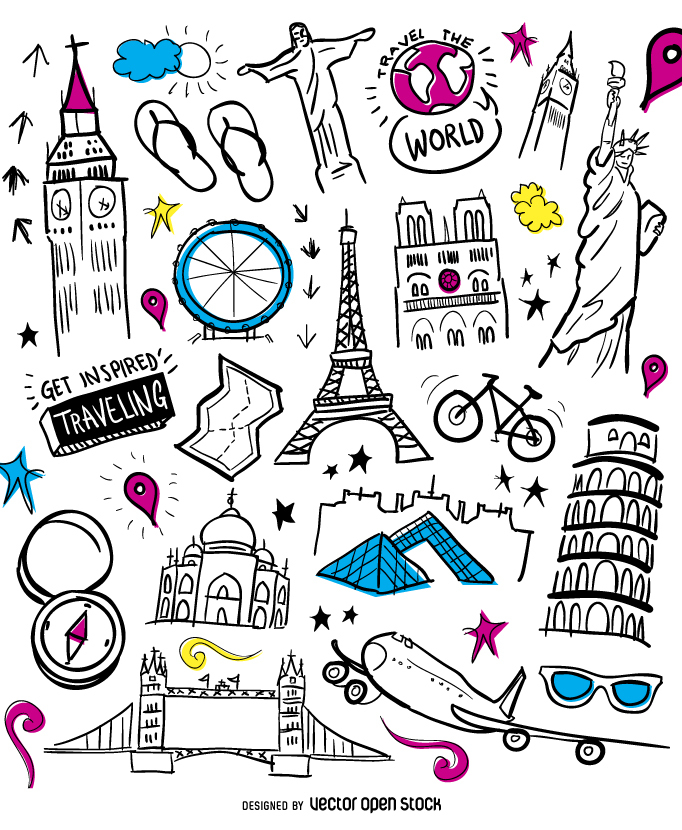 TRAVEL THE
WORLD
GET INSPIRED
TRAVELING
DESIGNED BY vector open stock